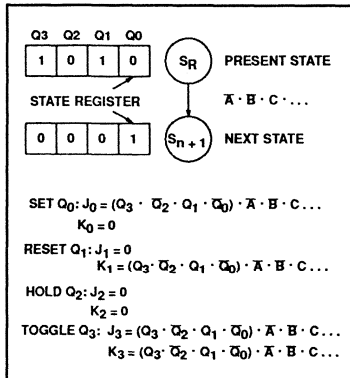 Q3 Q2 Q1 Q0
1 0 1 0
S_R
PRESENT STATE
STATE REGISTER
A̅ · B̅ · C · ...
0 0 0 1
S_{n + 1}
NEXT STATE
SET Q₀: J₀ = (Q₃ · Q̅₂ · Q₁ · Q̅₀) · A̅ · B̅ · C . . .
K₀ = 0
RESET Q₁: J₁ = 0
K₁ = (Q₃ · Q̅₂ · Q₁ · Q̅₀) · A̅ · B̅ · C . . .
HOLD Q₂: J₂ = 0
K₂ = 0
TOGGLE Q₃: J₃ = (Q₃ · Q̅₂ · Q₁ · Q̅₀) · A̅ · B̅ · C . . .
K₃ = (Q₃ · Q̅₂ · Q₁ · Q̅₀) · A̅ · B̅ · C . . .